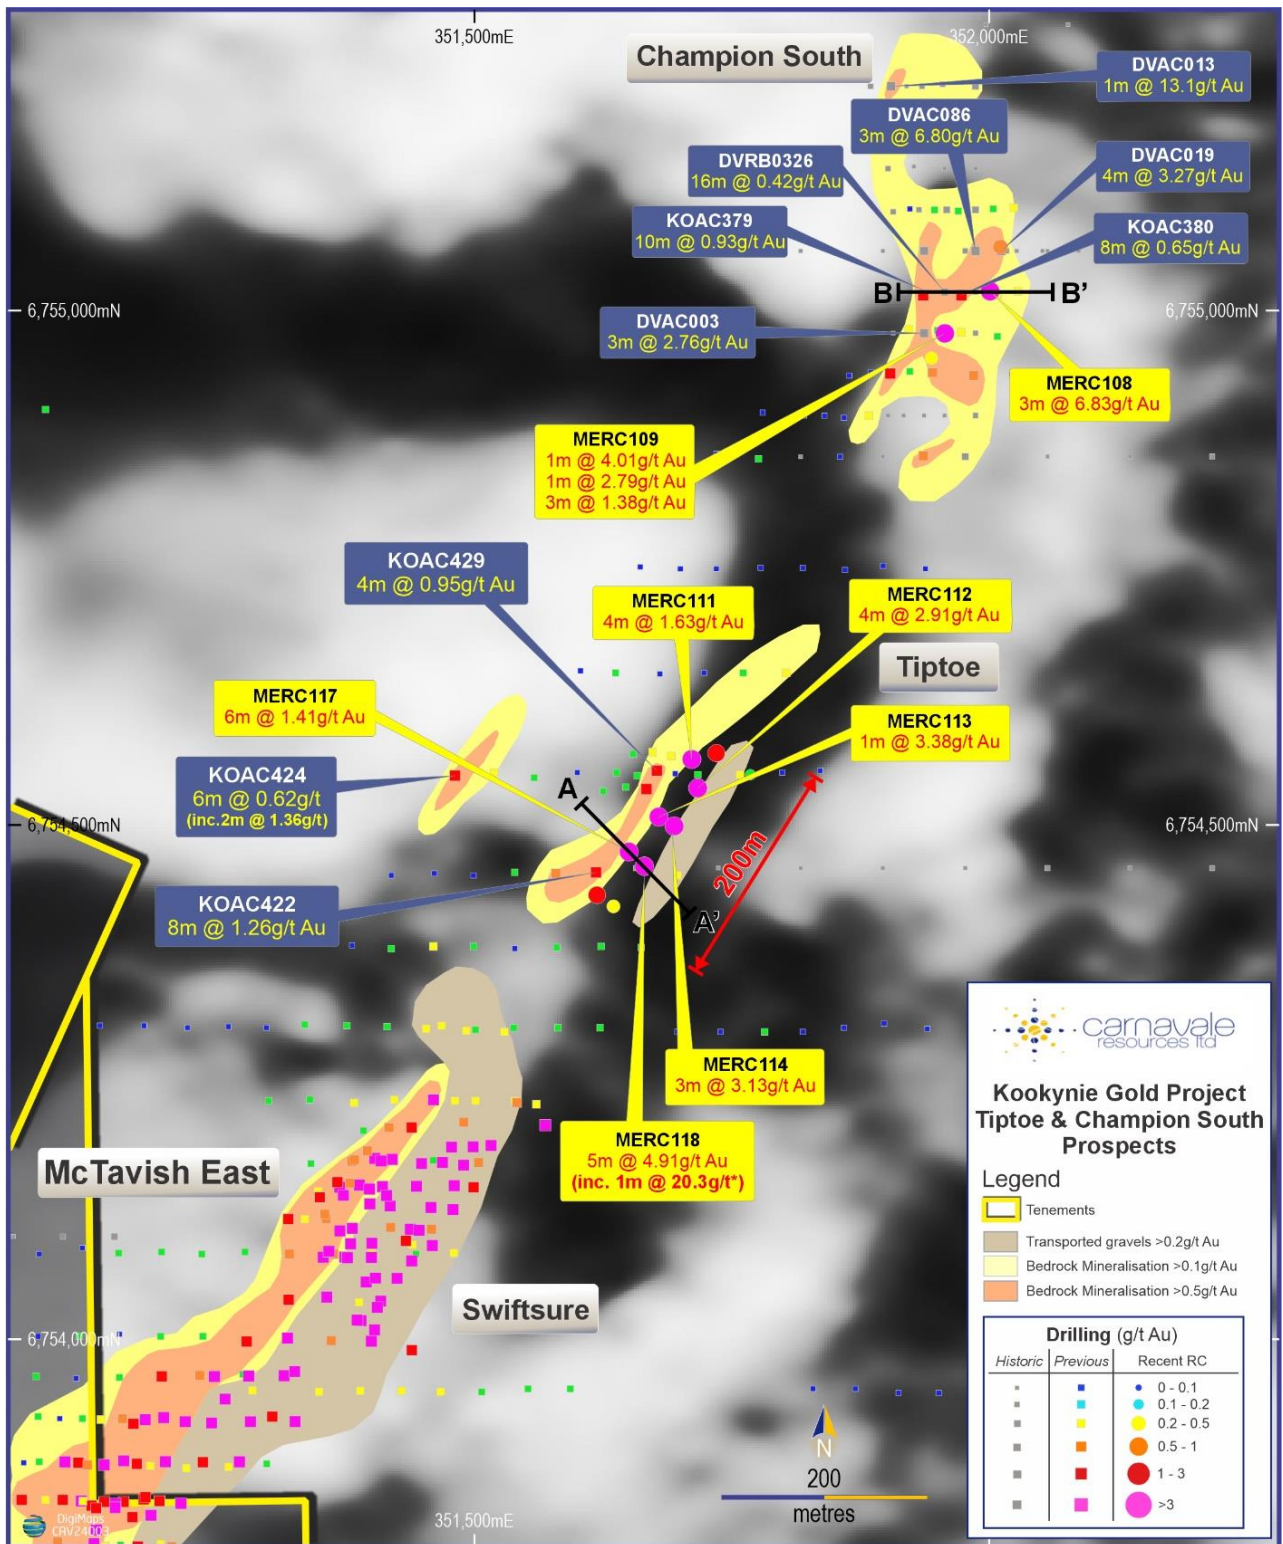 351,500mE
352,000mE
Champion South
DVAC013
1m @ 13.1g/t Au
DVAC086
3m @ 6.80g/t Au
DVRB0326
16m @ 0.42g/t Au
DVAC019
4m @ 3.27g/t Au
KOAC379
10m @ 0.93g/t Au
KOAC380
8m @ 0.65g/t Au
B
B'
6,755,000mN
6,755,000mN
DVAC003
3m @ 2.76g/t Au
MERC108
3m @ 6.83g/t Au
MERC109
1m @ 4.01g/t Au
1m @ 2.79g/t Au
3m @ 1.38g/t Au
KOAC429
4m @ 0.95g/t Au
MERC111
4m @ 1.63g/t Au
MERC112
4m @ 2.91g/t Au
Tiptoe
MERC117
6m @ 1.41g/t Au
MERC113
1m @ 3.38g/t Au
KOAC424
6m @ 0.62g/t
(inc.2m @ 1.36g/t)
A
6,754,500mN
6,754,500mN
200m
KOAC422
8m @ 1.26g/t Au
A'
MERC114
3m @ 3.13g/t Au
MERC118
5m @ 4.91g/t Au
(inc. 1m @ 20.3g/t*)
McTavish East
Swiftsure
6,754,000mN
carnavale
resources ltd
Kookynie Gold Project
Tiptoe & Champion South
Prospects
Legend
Tenements
Transported gravels >0.2g/t Au
Bedrock Mineralisation >0.1g/t Au
Bedrock Mineralisation >0.5g/t Au
Drilling (g/t Au)
Historic Previous Recent RC
0 - 0.1
0.1 - 0.2
0.2 - 0.5
0.5 - 1
1 - 3
>3
N
200
metres
351,500mE
DigiMaps
CAV24003